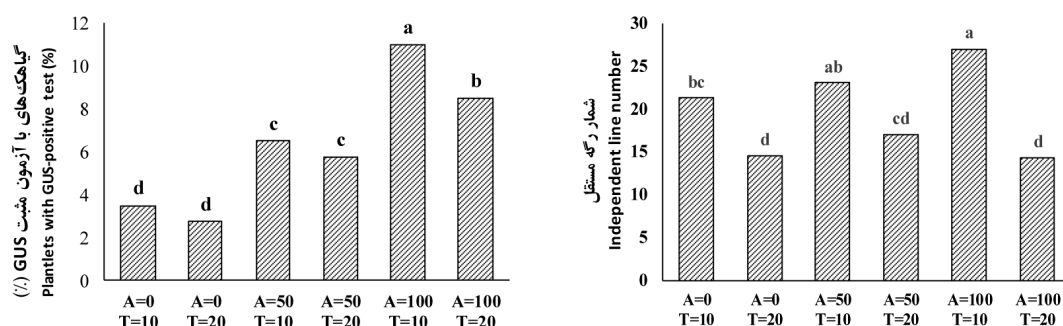 گیاهک‌های با آزمون مثبت GUS (٪)
Plantlets with GUS-positive test (%)
12
10
8
6
4
2
0
d
d
c
c
a
b
A=0 A=0 A=50 A=50 A=100 A=100
T=10 T=20 T=10 T=20 T=10 T=20
شمار رگه مستقل
Independent line number
30
25
20
15
10
5
0
bc
d
ab
cd
a
d
A=0 A=0 A=50 A=50 A=100 A=100
T=10 T=20 T=10 T=20 T=10 T=20